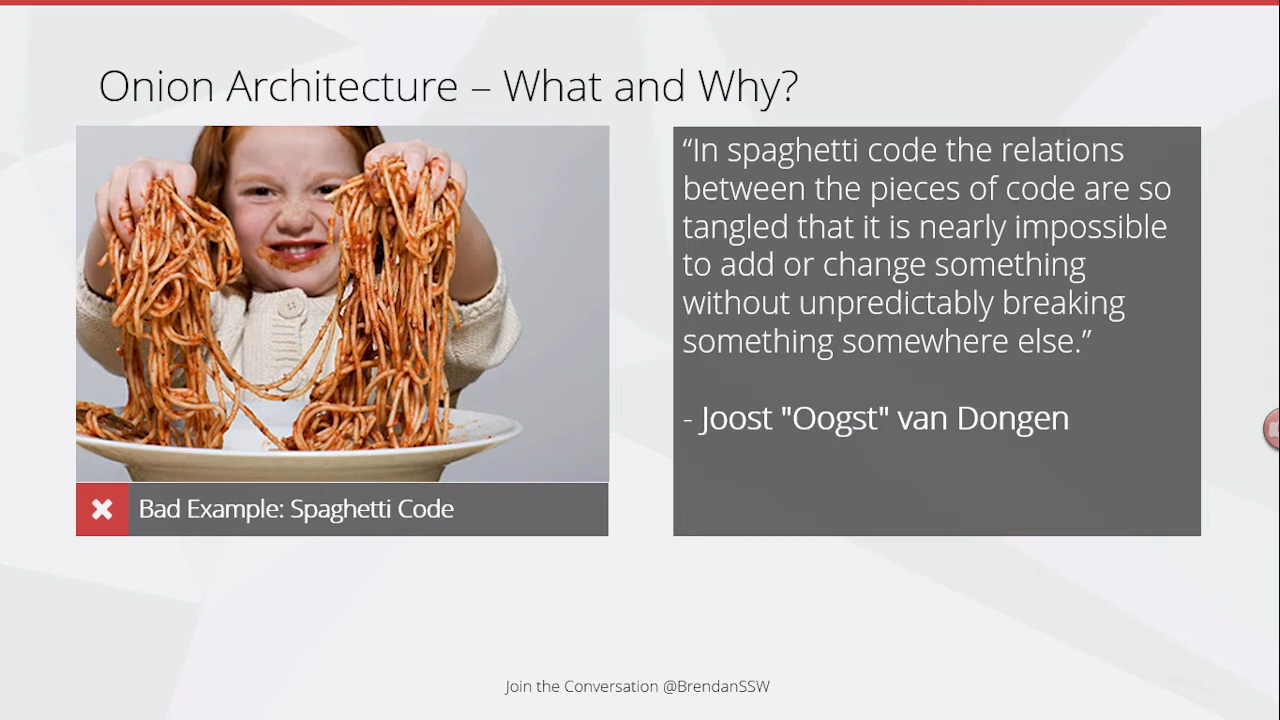 Onion Architecture – What and Why?
“In spaghetti code the relations
between the pieces of code are so
tangled that it is nearly impossible
to add or change something
without unpredictably breaking
something somewhere else.”
- Joost "Oogst" van Dongen
Bad Example: Spaghetti Code
Join the Conversation @BrendanSSW